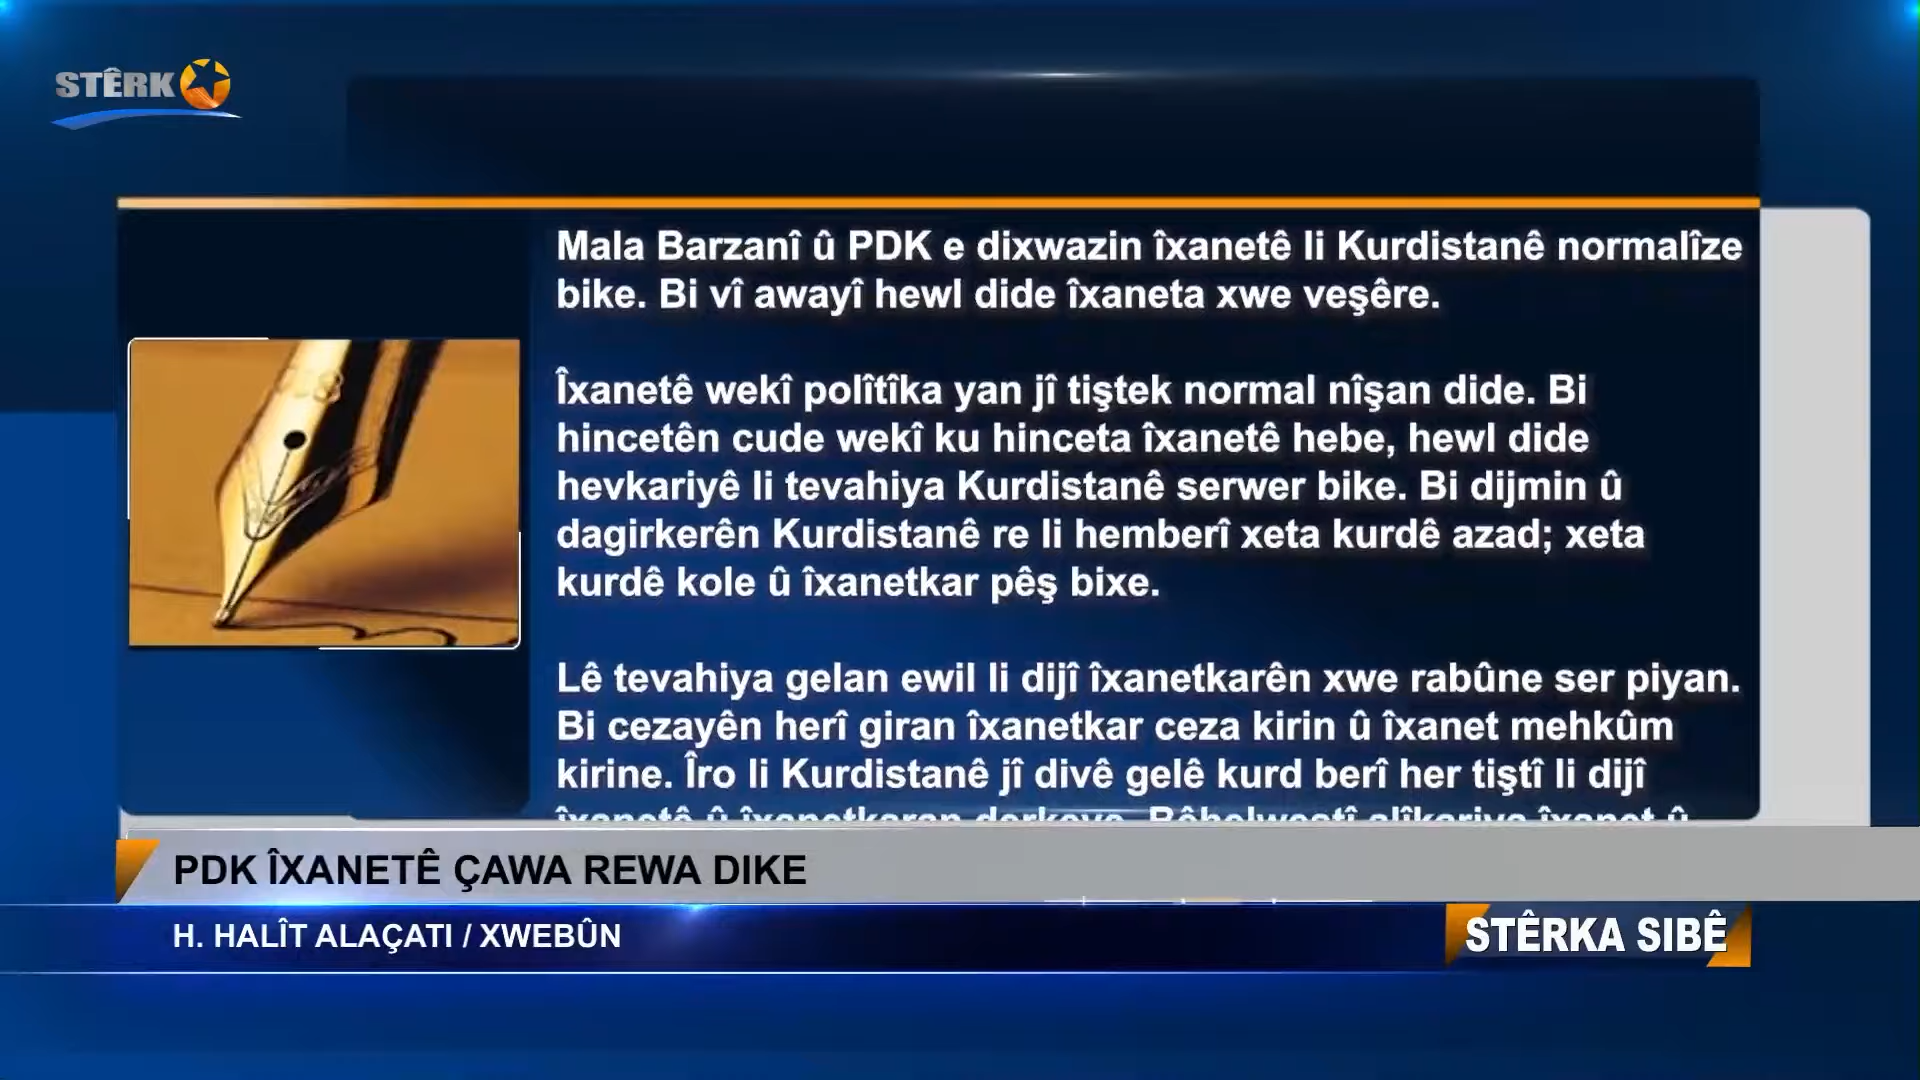 STÊRK
Mala Barzanî û PDK e dixwazin îxanetê li Kurdistanê normalîze
bike. Bi vî awayî hewl dide îxaneta xwe veşêre.
Îxanetê wekî polîtîka yan jî tiştek normal nîşan dide. Bi
hincetên cude wekî ku hinceta îxanetê hebe, hewl dide
hevkariyê li tevahiya Kurdistanê serwer bike. Bi dijmin û
dagirkerên Kurdistanê re li hemberî xeta kurdê azad; xeta
kurdê kole û îxanetkar pêş bixe.
Lê tevahiya gelan ewil li dijî îxanetkarên xwe rabûne ser piyan.
Bi cezayên herî giran îxanetkar ceza kirin û îxanet mehkûm
kirine. Îro li Kurdistanê jî divê gelê kurd berî her tiştî li dijî
PDK ÎXANETÊ ÇAWA REWA DIKE
H. HALÎT ALAÇATI / XWEBÛN
STÊRKA SIBÊ